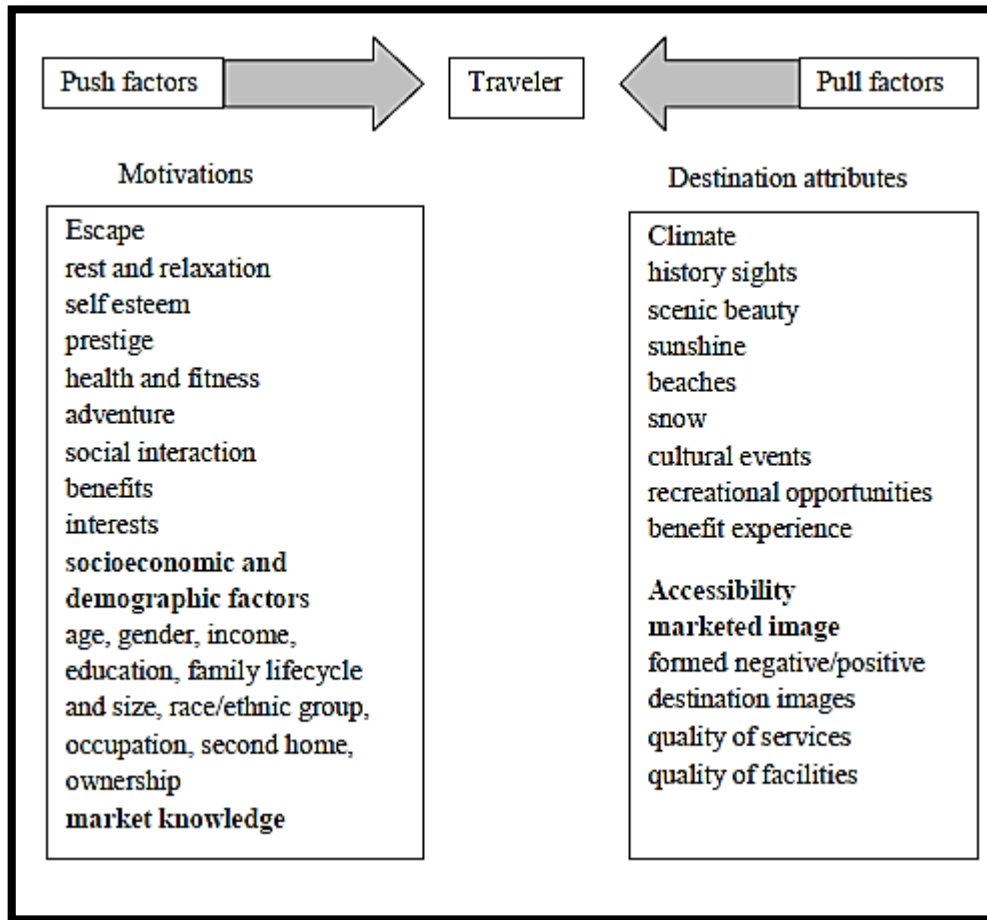 Push factors
Traveler
Pull factors
Motivations
Destination attributes
Escape
rest and relaxation
self esteem
prestige
health and fitness
adventure
social interaction
benefits
interests
socioeconomic and
demographic factors
age, gender, income,
education, family lifecycle
and size, race/ethnic group,
occupation, second home,
ownership
market knowledge
Climate
history sights
scenic beauty
sunshine
beaches
snow
cultural events
recreational opportunities
benefit experience
Accessibility
marketed image
formed negative/positive
destination images
quality of services
quality of facilities